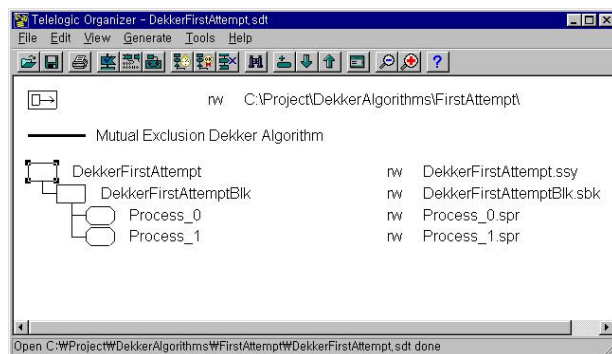 Telelogic Organizer - DekkerFirstAttempt.sdt
File Edit View Generate Tools Help
rw C:\Project\DekkerAlgorithms\FirstAttempt\
Mutual Exclusion Dekker Algorithm
DekkerFirstAttempt rw DekkerFirstAttempt.ssy
DekkerFirstAttemptBlk rw DekkerFirstAttemptBlk.sbk
Process_0 rw Process_0.spr
Process_1 rw Process_1.spr
Open C:₩Project₩DekkerAlgorithms₩FirstAttempt₩DekkerFirstAttempt.sdt done